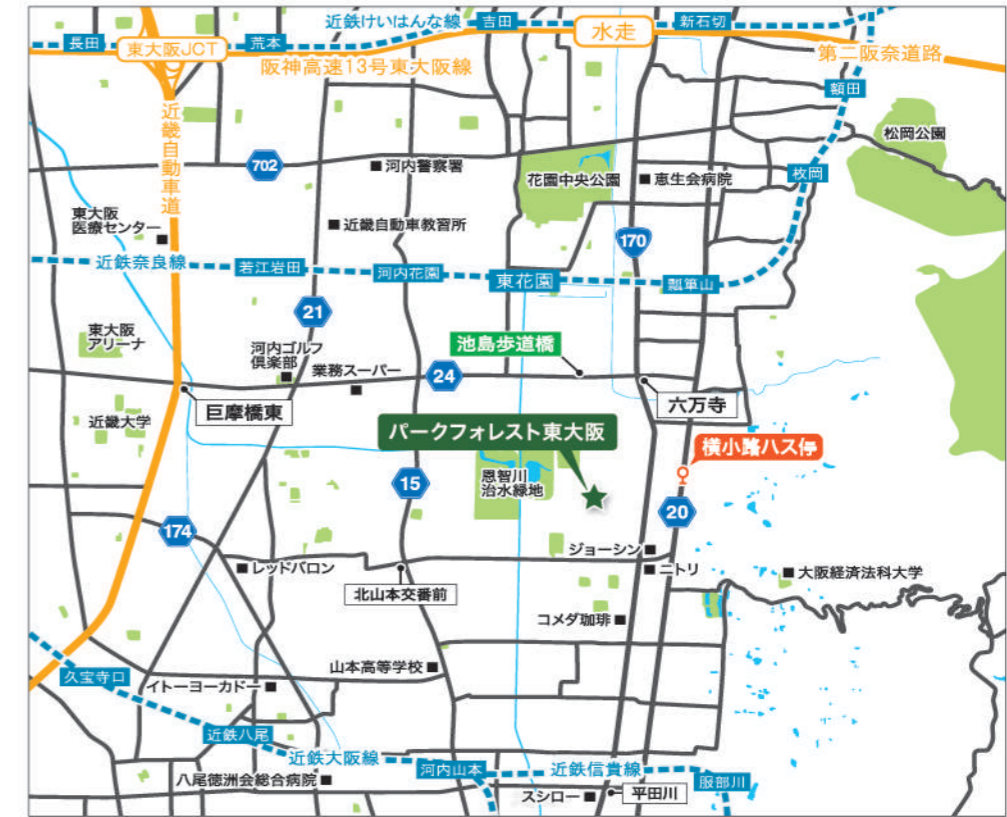 近鉄けいはんな線
吉田
水走
新石切
長田
東大阪JCT
荒本
阪神高速13号東大阪線
第二阪奈道路
額田
近畿自動車道
松岡公園
702
河内警察署
花園中央公園
恵生会病院
枚岡
東大阪
医療センター
近畿自動車教習所
170
近鉄奈良線
若江岩田
河内花園
東花園
瓢箪山
21
東大阪
アリーナ
河内ゴルフ
倶楽部
業務スーパー
池島歩道橋
24
巨摩橋東
六万寺
近畿大学
パークフォレスト東大阪
横小路バス停
恩智川
治水緑地
15
20
174
ジョーシン
レッドバロン
ニトリ
大阪経済法科大学
北山本交番前
コメダ珈琲
山本高等学校
久宝寺口
イトーヨーカドー
近鉄八尾
近鉄大阪線
河内山本
近鉄信貴線
服部川
八尾徳洲会総合病院
スシロー
平田川